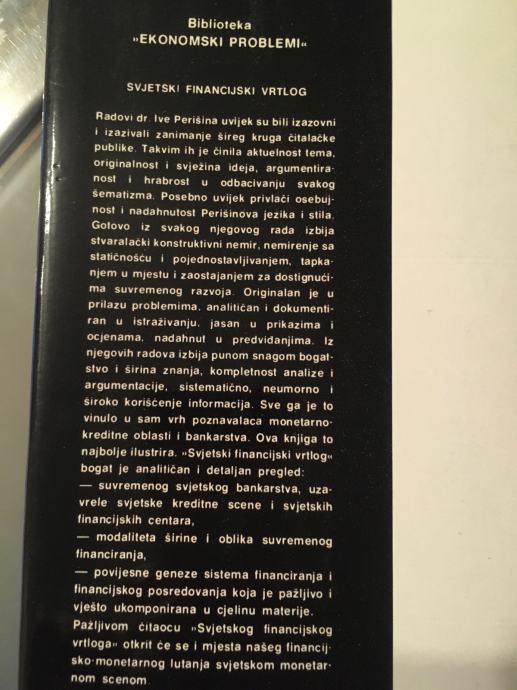 Biblioteka
»EKONOMSKI PROBLEMI«
SVJETSKI FINANCIJSKI VRTLOG
Radovi dr. Ive Perišina uvijek su bili izazovni
i izazivali zanimanje šireg kruga čitalačke
publike. Takvim ih je činila aktuelnost tema,
originalnost i svježina ideja, argumentira-
nost i hrabrost u odbacivanju svakog
šematizma. Posebno uvijek privlači osebuj-
nost i nadahnutost Perišinova jezika i stila.
Gotovo iz svakog njegovog rada izbija
stvaralački konstruktivni nemir, nemirenje sa
statičnošću i pojednostavljivanjem, tapka-
njem u mjestu i zaostajanjem za dostignući-
ma suvremenog razvoja. Originalan je u
prilazu problemima, analitičan i dokumenti-
ran u istraživanju, jasan u prikazima i
ocjenama, nadahnut u predviđanjima. Iz
njegovih radova izbija punom snagom bogat-
stvo i širina znanja, kompletnost analize i
argumentacije, sistematično, neumorno i
široko korišćenje informacija. Sve ga je to
vinulo u sam vrh poznavalaca monetarno-
kreditne oblasti i bankarstva. Ova knjiga to
najbolje ilustrira. »Svjetski financijski vrtlog«
bogat je analitičan i detaljan pregled:
— suvremenog svjetskog bankarstva, uza-
vrele svjetske kreditne scene i svjetskih
financijskih centara,
— modaliteta širine i oblika suvremenog
financiranja,
— povijesne geneze sistema financiranja i
financijskog posredovanja koja je pažljivo i
vješto ukomponirana u cjelinu materije.
Pažljivom čitaocu »Svjetskog financijskog
vrtloga« otkrit će se i mjesta našeg financij-
sko-monetarnog lutanja svjetskom monetar-
nom scenom.